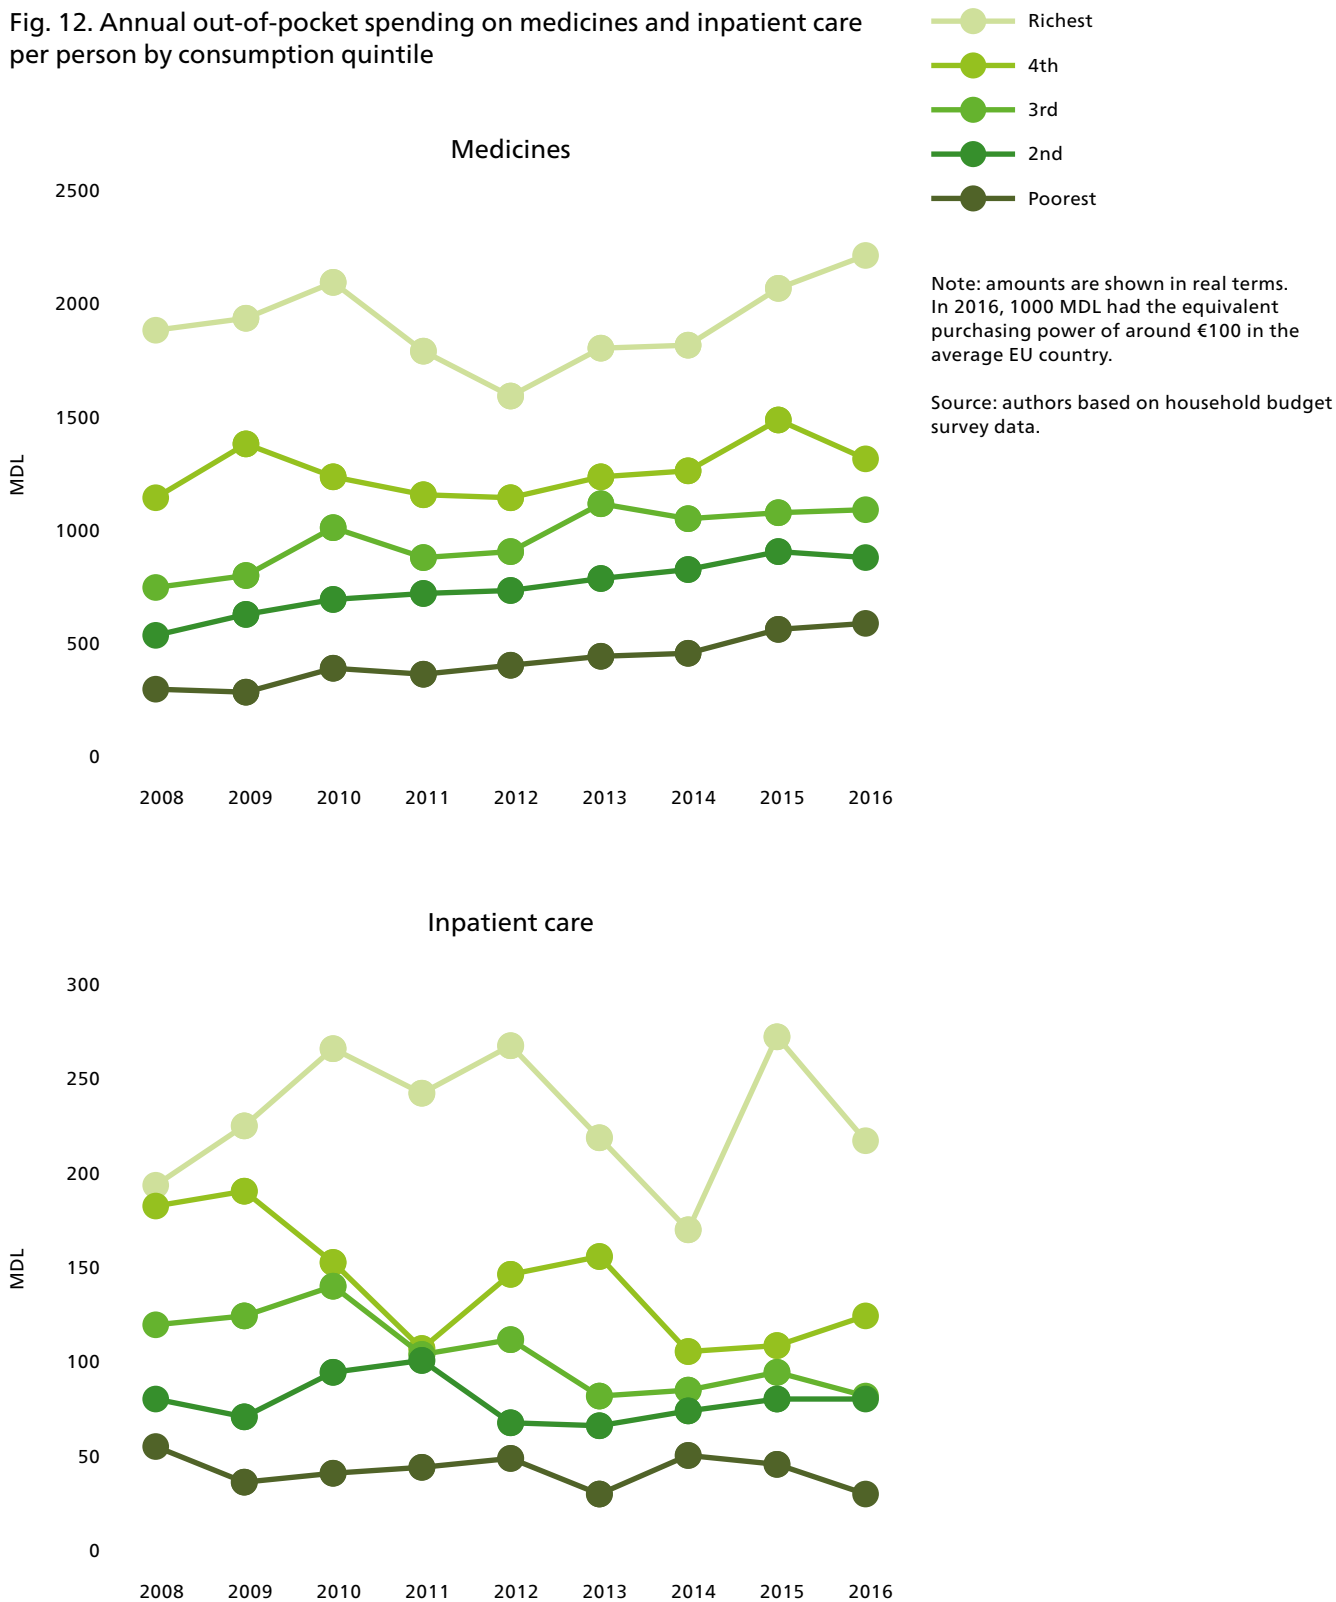 Fig. 12. Annual out-of-pocket spending on medicines and inpatient care
per person by consumption quintile
Richest
4th
3rd
2nd
Poorest
Note: amounts are shown in real terms.
In 2016, 1000 MDL had the equivalent
purchasing power of around €100 in the
average EU country.
Source: authors based on household budget
survey data.
Medicines
2500
2000
1500
1000
500
0
MDL
2008 2009 2010 2011 2012 2013 2014 2015 2016
Inpatient care
300
250
200
150
100
50
0
MDL
2008 2009 2010 2011 2012 2013 2014 2015 2016